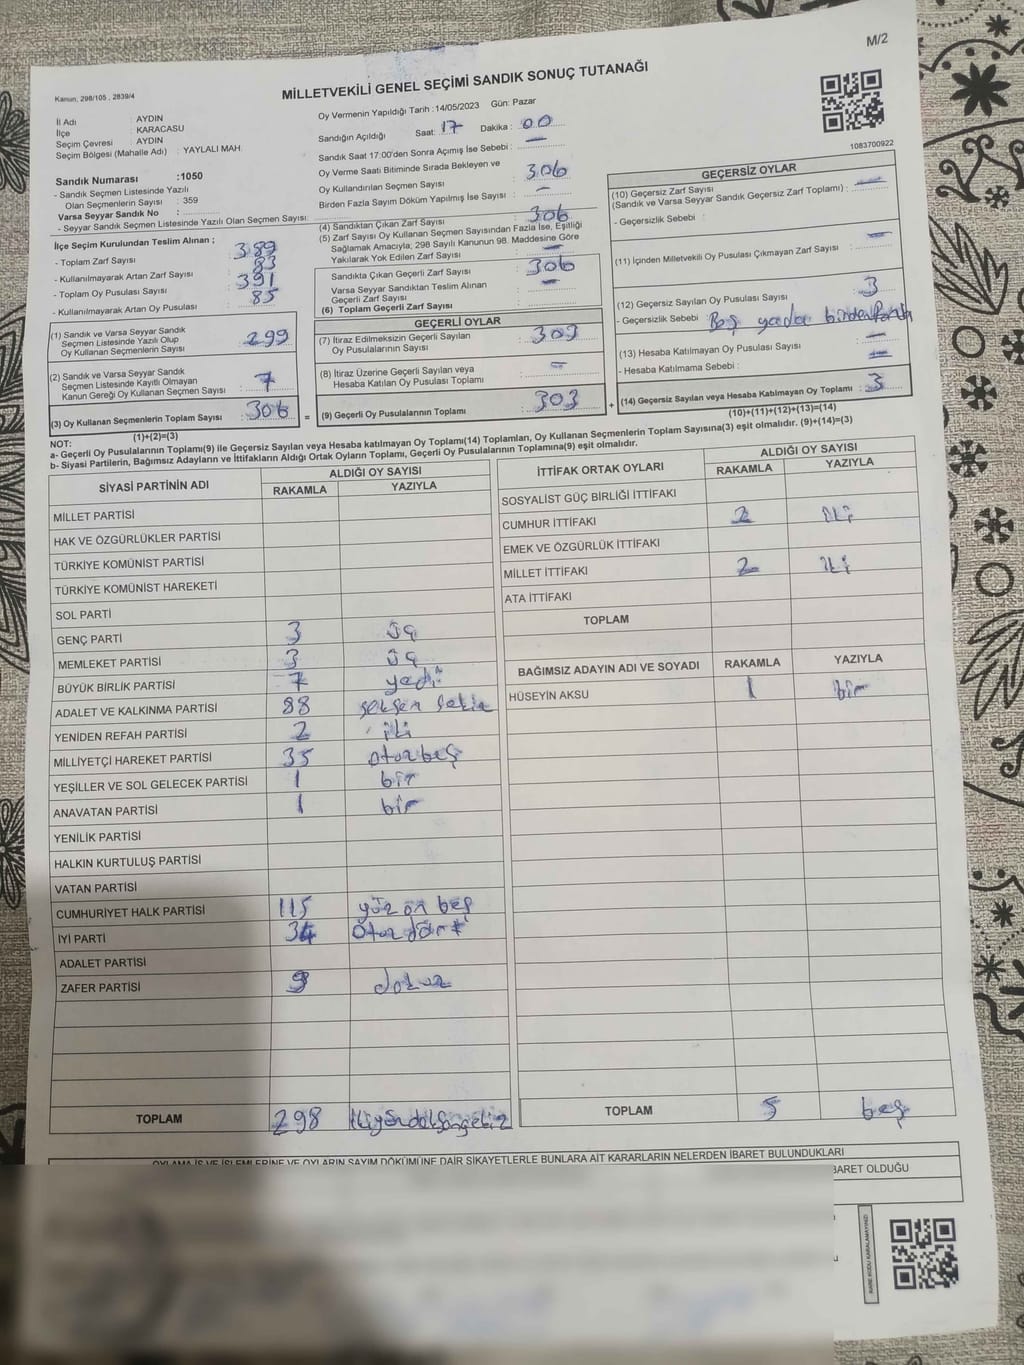 M/2
Kanun, 298/105 , 2839/4
MİLLETVEKİLİ GENEL SEÇİMİ SANDIK SONUÇ TUTANAĞI
İl Adı : AYDIN
İlçe : KARACASU
Seçim Çevresi : AYDIN
Seçim Bölgesi (Mahalle Adı) : YAYLALI MAH.
Sandık Numarası :1050
- Sandık Seçmen Listesinde Yazılı
Olan Seçmenlerin Sayısı : 359
Varsa Seyyar Sandık No :
- Seyyar Sandık Seçmen Listesinde Yazılı Olan Seçmen Sayısı:
Oy Vermenin Yapıldığı Tarih : 14/05/2023 Gün: Pazar
Sandığın Açıldığı Saat: 17 Dakika : 00
Sandık Saat 17:00'den Sonra Açımış İse Sebebi : —
Oy Verme Saati Bitiminde Sırada Bekleyen ve
Oy Kullandırılan Seçmen Sayısı : 306
Birden Fazla Sayım Döküm Yapılmış İse Sayısı : —
1083700922
İlçe Seçim Kurulundan Teslim Alınan ;
- Toplam Zarf Sayısı : 389
- Kullanılmayarak Artan Zarf Sayısı : 83
- Toplam Oy Pusulası Sayısı : 391
- Kullanılmayarak Artan Oy Pusulası : 85
(1) Sandık ve Varsa Seyyar Sandık
Seçmen Listesinde Yazılı Olup
Oy Kullanan Seçmenlerin Sayısı : 299
(2) Sandık ve Varsa Seyyar Sandık
Seçmen Listesinde Kayıtlı Olmayan
Kanun Gereği Oy Kullanan Seçmen Sayısı : 7
(3) Oy Kullanan Seçmenlerin Toplam Sayısı : 306
(1)+(2)=(3)
(4) Sandıktan Çıkan Zarf Sayısı : 306
(5) Zarf Sayısı Oy Kullanan Seçmen Sayısından Fazla İse, Eşitliği
Sağlamak Amacıyla, 298 Sayılı Kanunun 98. Maddesine Göre
Yakılarak Yok Edilen Zarf Sayısı : —
Sandıkta Çıkan Geçerli Zarf Sayısı : 306
Varsa Seyyar Sandıktan Teslim Alınan
Geçerli Zarf Sayısı : —
(6) Toplam Geçerli Zarf Sayısı :
GEÇERLİ OYLAR
(7) İtiraz Edilmeksizin Geçerli Sayılan
Oy Pusulalarının Sayısı : 303
(8) İtiraz Üzerine Geçerli Sayılan veya
Hesaba Katılan Oy Pusulası Toplamı : —
= (9) Geçerli Oy Pusulalarının Toplamı : 303
GEÇERSİZ OYLAR
(10) Geçersiz Zarf Sayısı
(Sandık ve Varsa Seyyar Sandık Geçersiz Zarf Toplamı) : —
- Geçersizlik Sebebi :
(11) İçinden Milletvekili Oy Pusulası Çıkmayan Zarf Sayısı : —
(12) Geçersiz Sayılan Oy Pusulası Sayısı : 3
- Geçersizlik Sebebi : Boş yada birden fazla
(13) Hesaba Katılmayan Oy Pusulası Sayısı : —
- Hesaba Katılmama Sebebi : —
+ (14) Geçersiz Sayılan veya Hesaba Katılmayan Oy Toplamı : 3
(10)+(11)+(12)+(13)=(14)
NOT:
a- Geçerli Oy Pusulalarının Toplamı(9) ile Geçersiz Sayılan veya Hesaba katılmayan Oy Toplamı(14) Toplamları, Oy Kullanan Seçmenlerin Toplam Sayısına(3) eşit olmalıdır. (9)+(14)=(3)
b- Siyasi Partilerin, Bağımsız Adayların ve İttifakların Aldığı Ortak Oyların Toplamı, Geçerli Oy Pusulalarının Toplamına(9) eşit olmalıdır.
SİYASİ PARTİNİN ADI ALDIĞI OY SAYISI
RAKAMLA YAZIYLA
MİLLET PARTİSİ
HAK VE ÖZGÜRLÜKLER PARTİSİ
TÜRKİYE KOMÜNİST PARTİSİ
TÜRKİYE KOMÜNİST HAREKETİ
SOL PARTİ
GENÇ PARTİ 3 üç
MEMLEKET PARTİSİ 3 üç
BÜYÜK BİRLİK PARTİSİ 7 yedi
ADALET VE KALKINMA PARTİSİ 88 seksen sekiz
YENİDEN REFAH PARTİSİ 2 iki
MİLLİYETÇİ HAREKET PARTİSİ 35 otuzbeş
YEŞİLLER VE SOL GELECEK PARTİSİ 1 bir
ANAVATAN PARTİSİ 1 bir
YENİLİK PARTİSİ
HALKIN KURTULUŞ PARTİSİ
VATAN PARTİSİ
CUMHURİYET HALK PARTİSİ 115 yüz on beş
İYİ PARTİ 34 otuz dört
ADALET PARTİSİ
ZAFER PARTİSİ 9 dokuz
TOPLAM 298
İTTİFAK ORTAK OYLARI ALDIĞI OY SAYISI
RAKAMLA YAZIYLA
SOSYALİST GÜÇ BİRLİĞİ İTTİFAKI
CUMHUR İTTİFAKI 2 iki
EMEK VE ÖZGÜRLÜK İTTİFAKI
MİLLET İTTİFAKI 2 iki
ATA İTTİFAKI
TOPLAM
BAĞIMSIZ ADAYIN ADI VE SOYADI RAKAMLA YAZIYLA
HÜSEYİN AKSU 1 bir
TOPLAM 5 beş
OYLAMA İŞ VE İŞLEMLERİNE VE OYLARIN SAYIM DÖKÜMÜNE DAİR ŞİKAYETLERLE BUNLARA AİT KARARLARIN NELERDEN İBARET BULUNDUKLARI
BARET OLDUĞU
KARE KODU KARALAMAYINIZ!